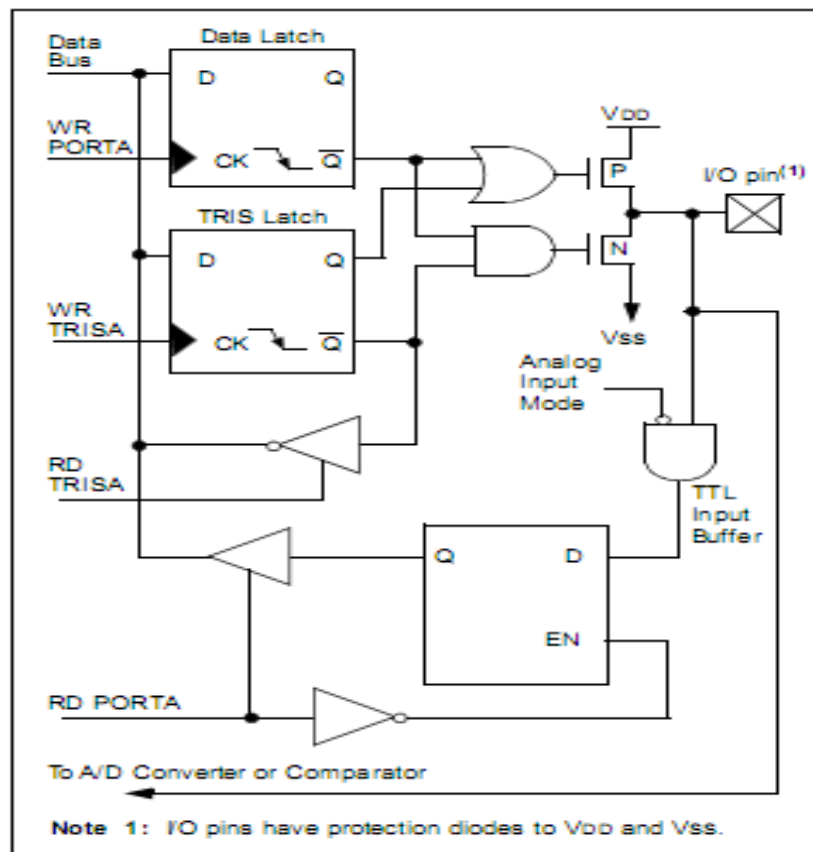 Data Bus
Data Latch
D
Q
WR PORTA
CK
Q̅
VDD
P
I/O pin(1)
TRIS Latch
D
Q
N
WR TRISA
CK
Q̅
VSS
Analog Input Mode
RD TRISA
TTL Input Buffer
Q
D
EN
RD PORTA
To A/D Converter or Comparator
Note 1: I/O pins have protection diodes to VDD and VSS.